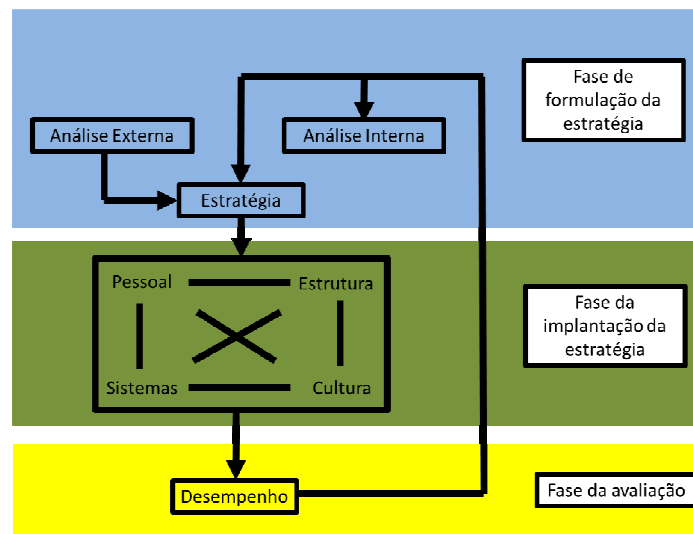 Fase de
formulação da
estratégia
Análise Externa
Análise Interna
Estratégia
Pessoal
Estrutura
Sistemas
Cultura
Fase da
implantação da
estratégia
Desempenho
Fase da avaliação